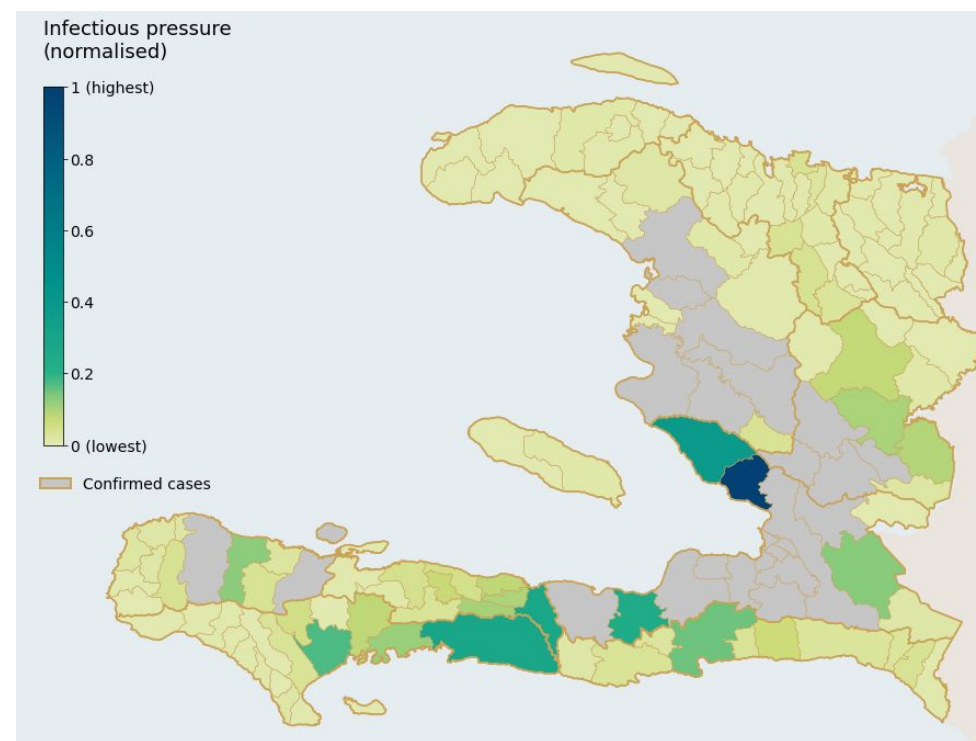 Infectious pressure
(normalised)
1 (highest)
0.8
0.6
0.4
0.2
0 (lowest)
Confirmed cases